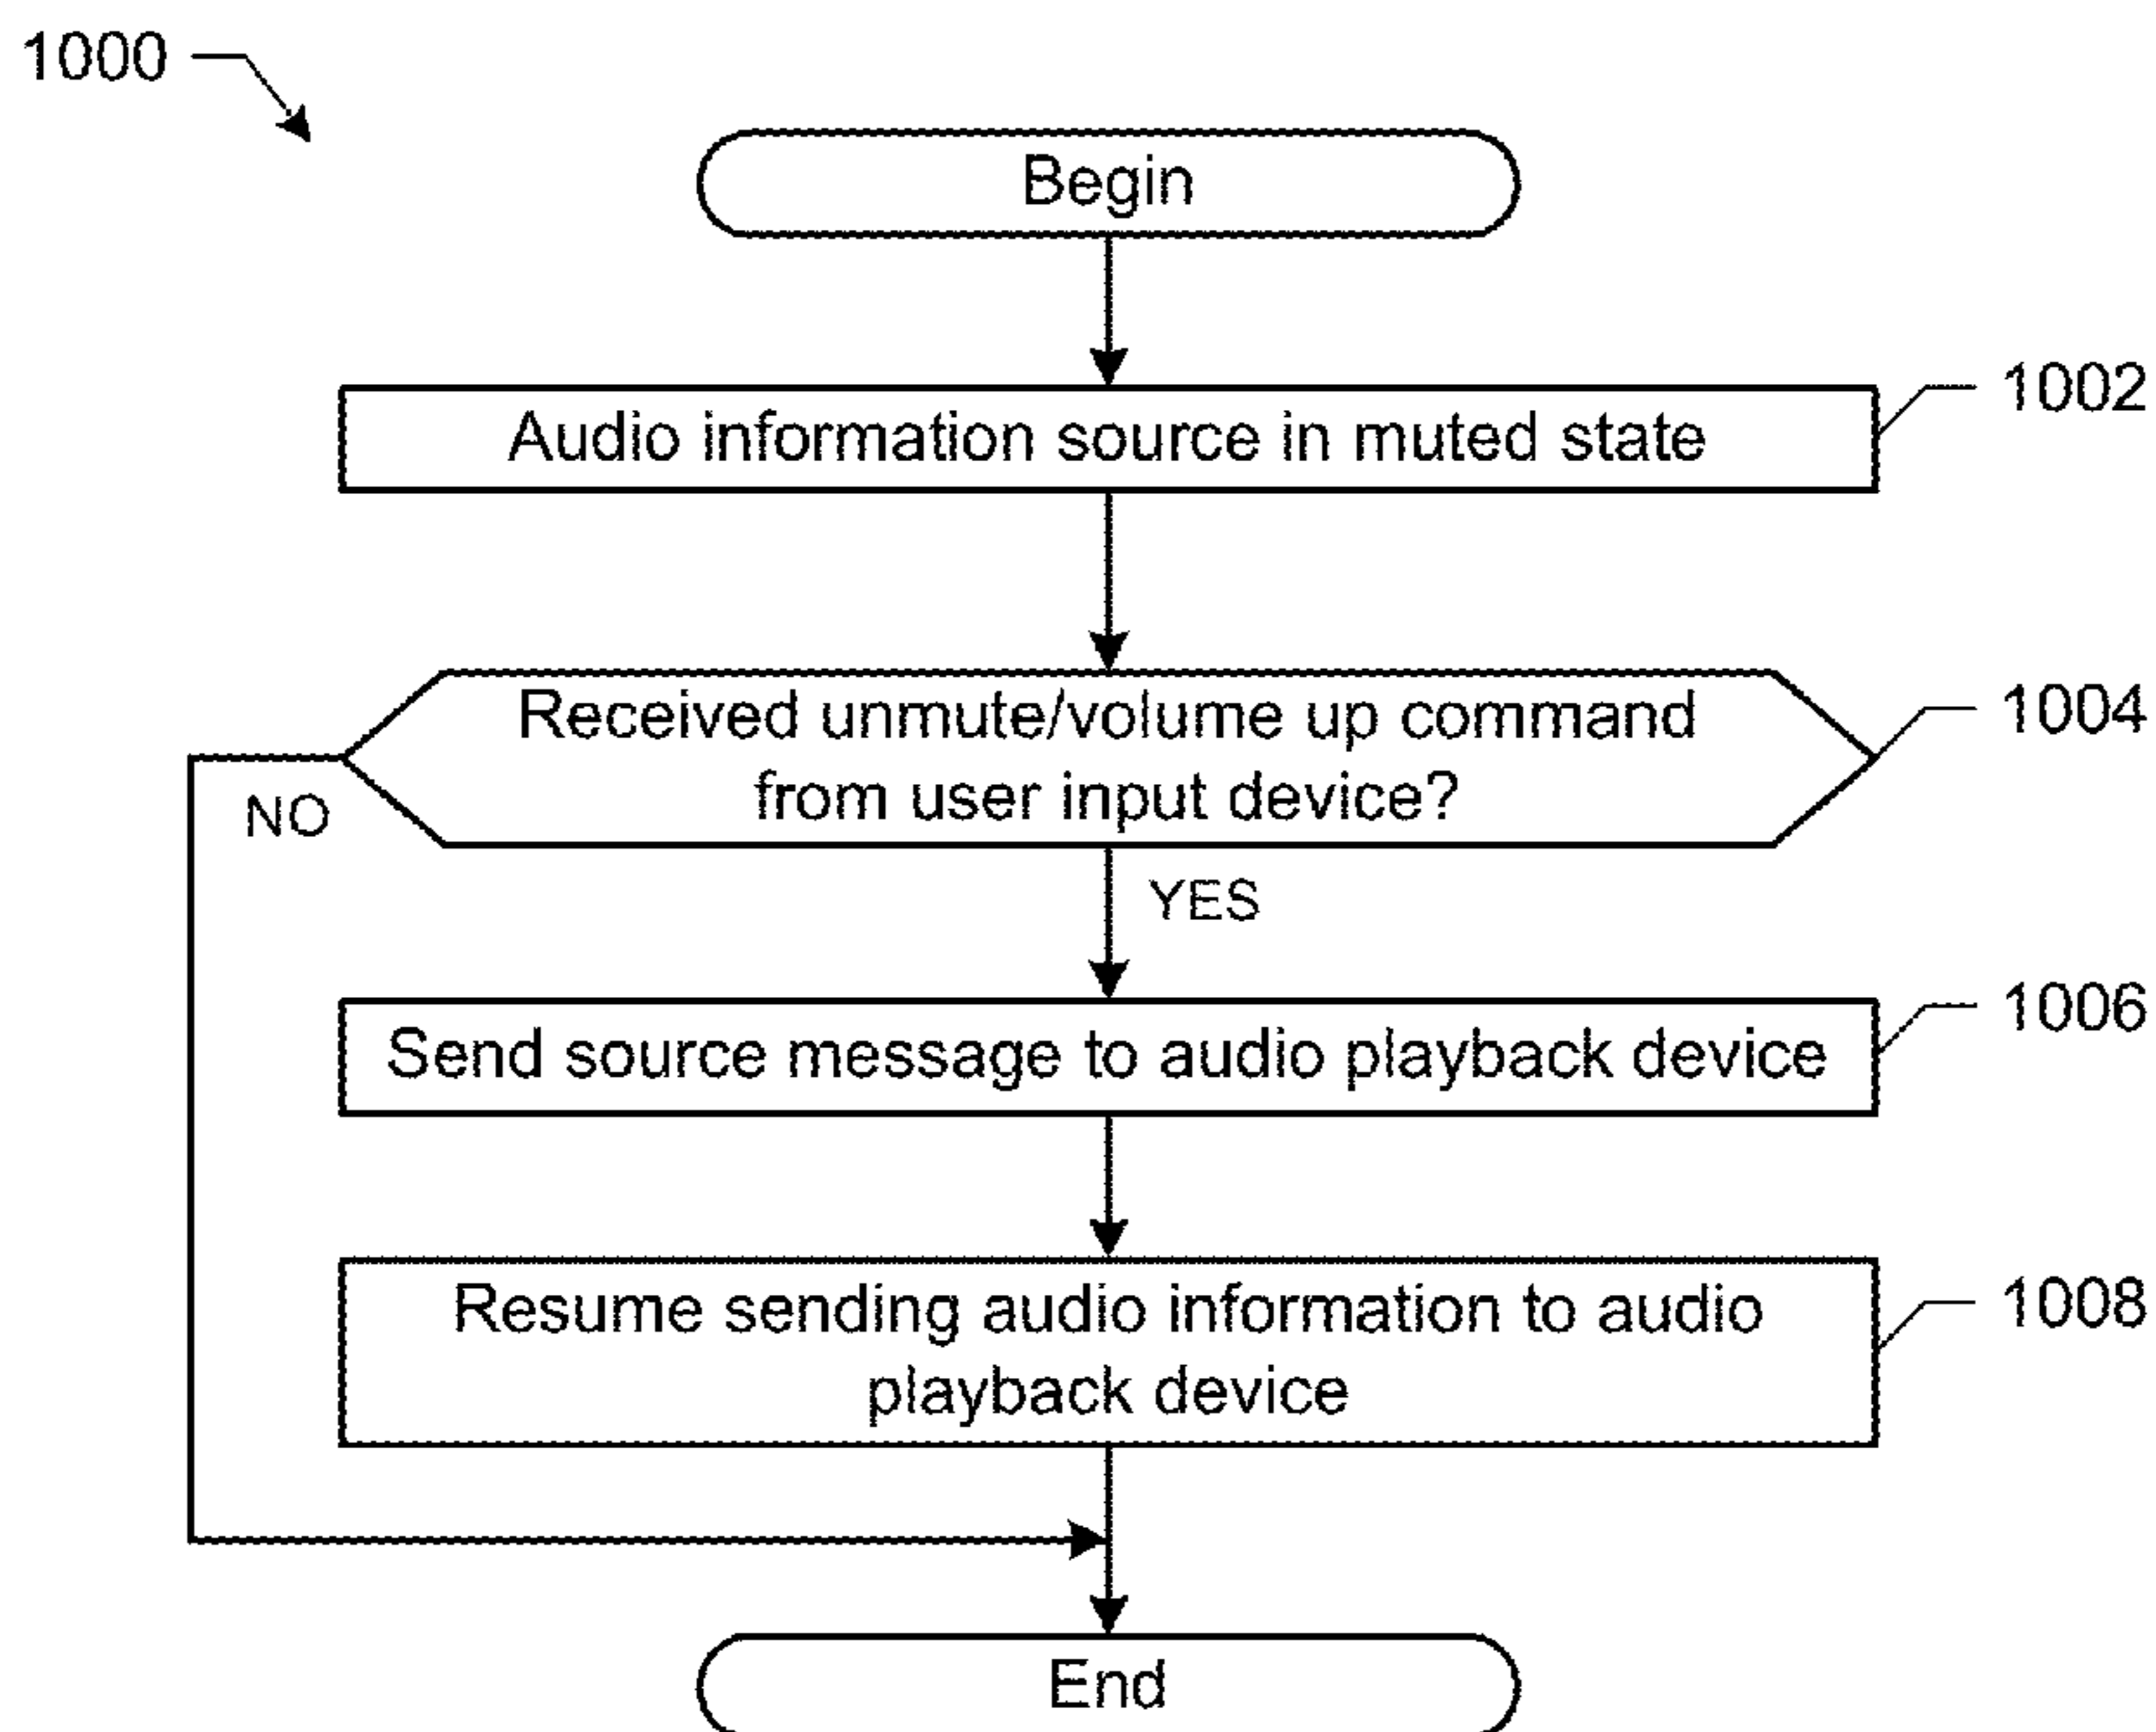 1000
Begin
Audio information source in muted state
1002
Received unmute/volume up command
from user input device?
1004
NO
YES
Send source message to audio playback device
1006
Resume sending audio information to audio
playback device
1008
End